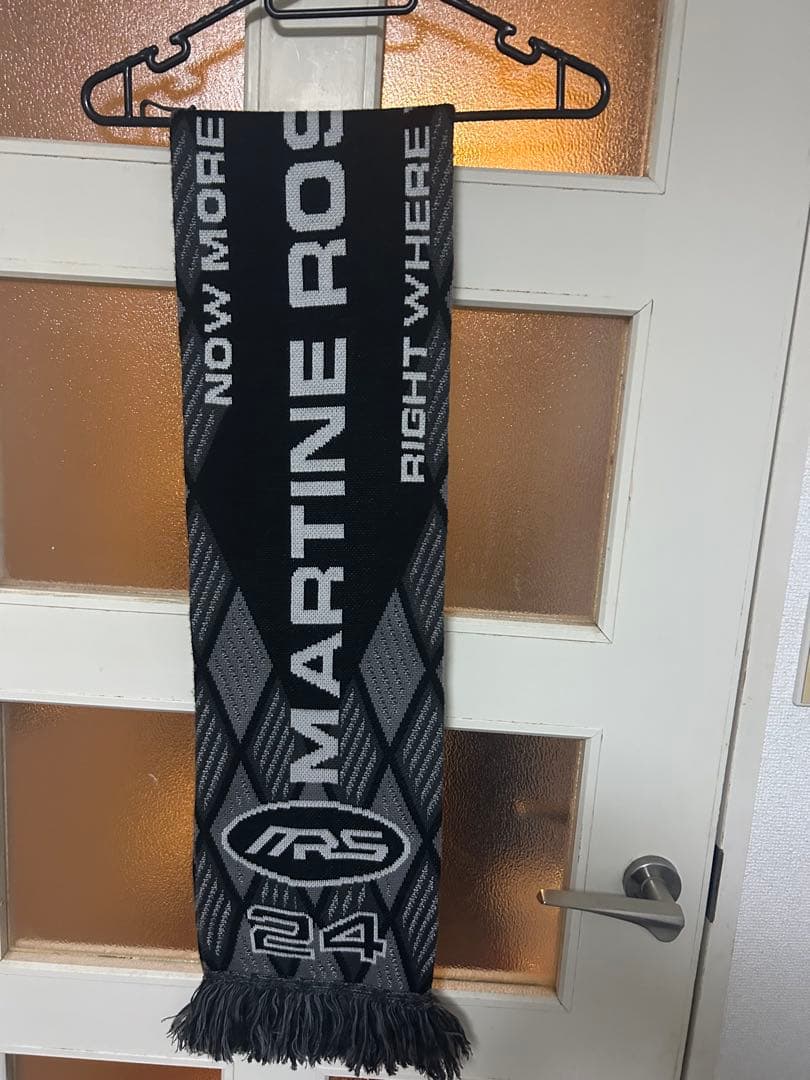 NOW MORE
MARTINE ROS
RIGHT WHERE
MRS
24